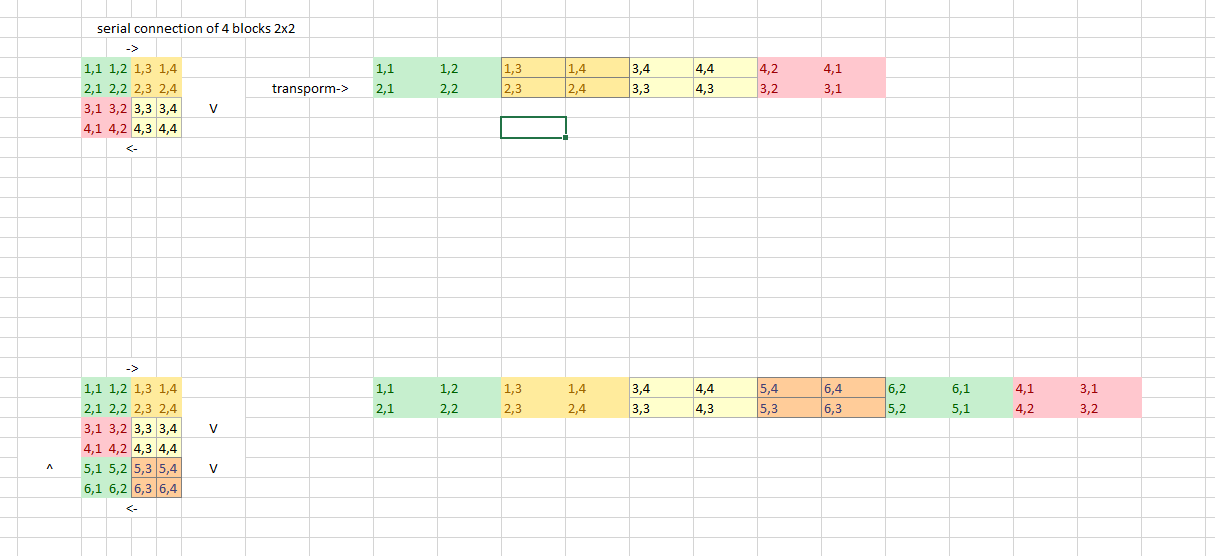 serial connection of 4 blocks 2x2
->
1,1 1,2 1,3 1,4 1,1 1,2 1,3 1,4 3,4 4,4 4,2 4,1
2,1 2,2 2,3 2,4 transporm-> 2,1 2,2 2,3 2,4 3,3 4,3 3,2 3,1
3,1 3,2 3,3 3,4 V
4,1 4,2 4,3 4,4
<-
->
1,1 1,2 1,3 1,4 1,1 1,2 1,3 1,4 3,4 4,4 5,4 6,4 6,2 6,1 4,1 3,1
2,1 2,2 2,3 2,4 2,1 2,2 2,3 2,4 3,3 4,3 5,3 6,3 5,2 5,1 4,2 3,2
3,1 3,2 3,3 3,4 V
4,1 4,2 4,3 4,4
^ 5,1 5,2 5,3 5,4 V
6,1 6,2 6,3 6,4
<-